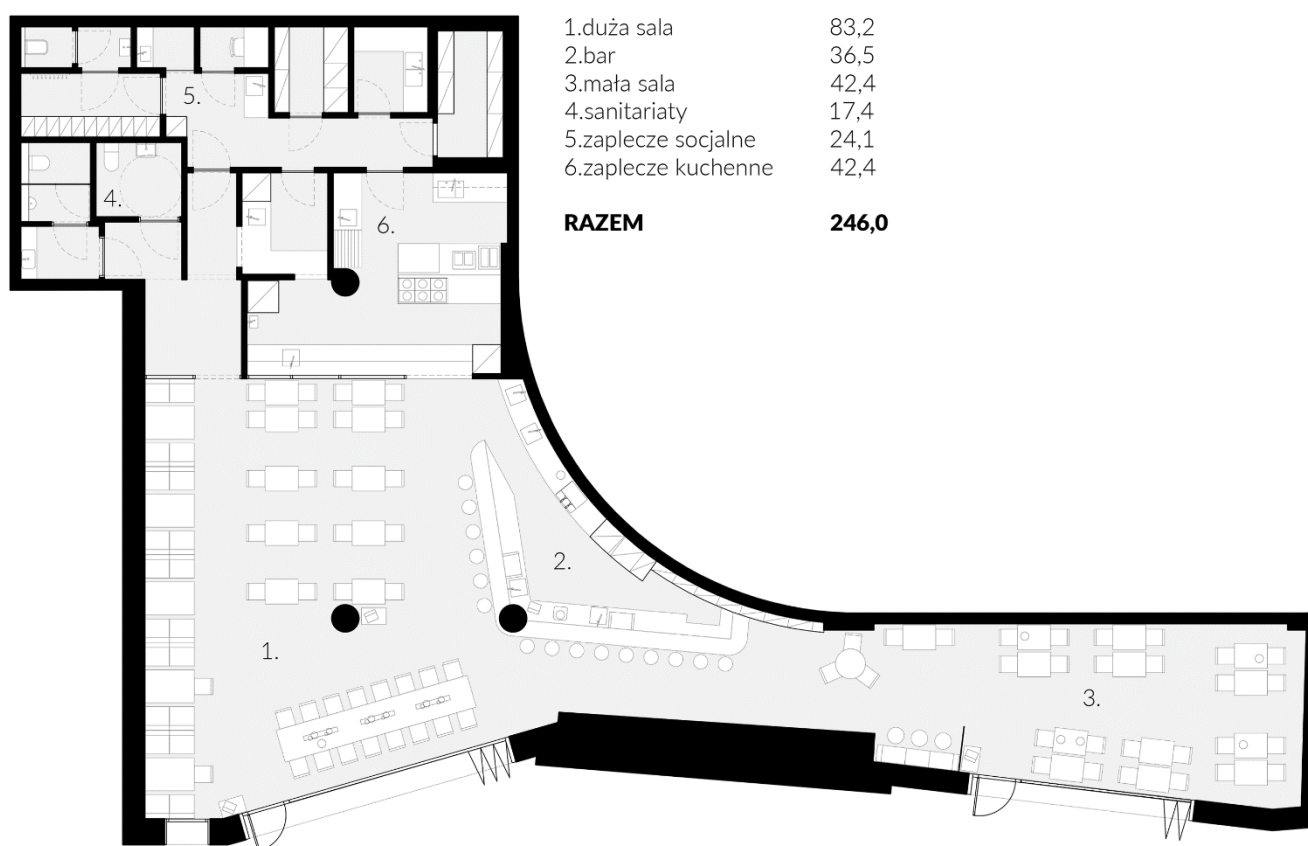 1.duża sala 83,2
2.bar 36,5
3.mała sala 42,4
4.sanitariaty 17,4
5.zaplecze socjalne 24,1
6.zaplecze kuchenne 42,4
RAZEM 246,0
5.
4.
6.
2.
1.
3.